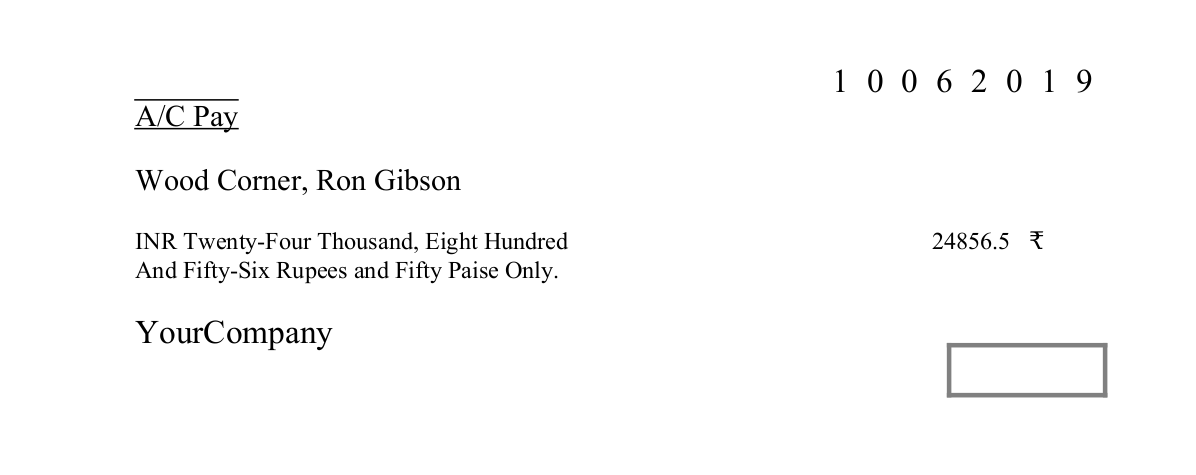 1 0 0 6 2 0 1 9
A/C Pay
Wood Corner, Ron Gibson
INR Twenty-Four Thousand, Eight Hundred
And Fifty-Six Rupees and Fifty Paise Only.
24856.5 ₹
YourCompany